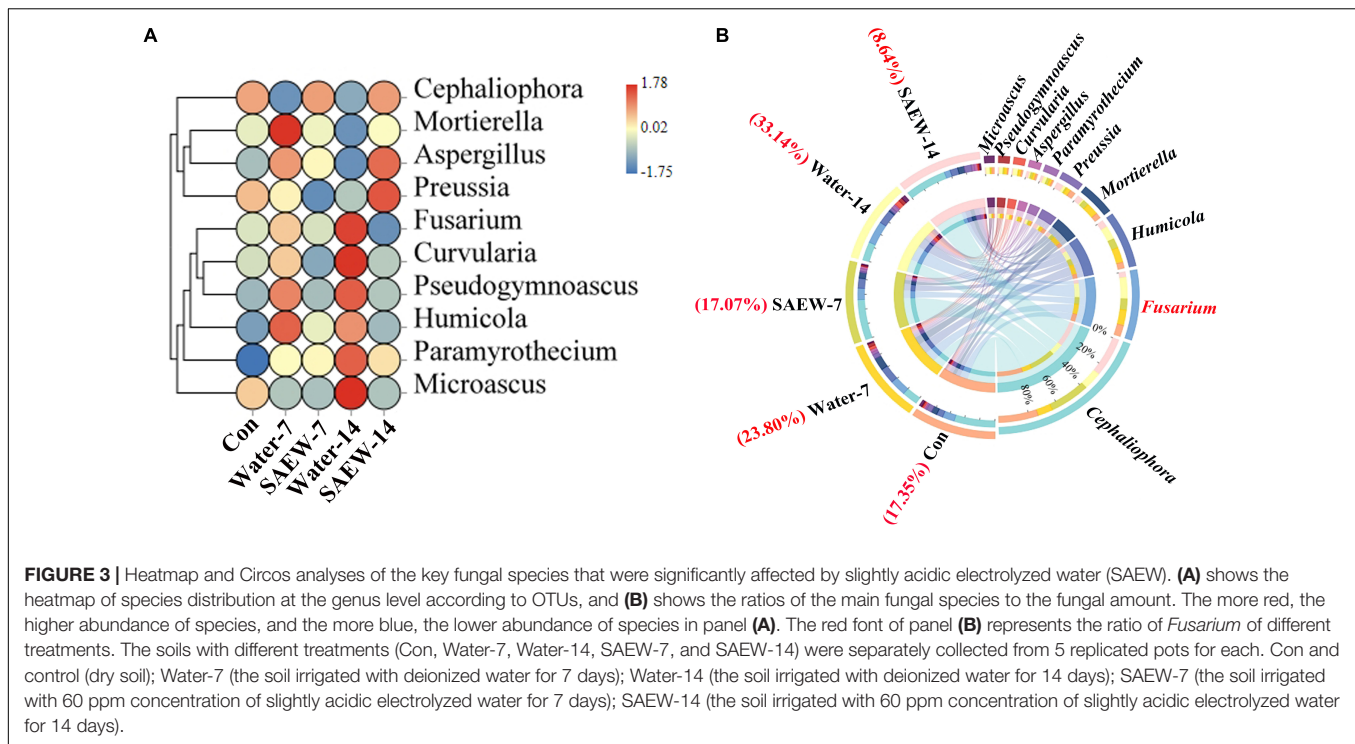 A
Cephaliophora
Mortierella
Aspergillus
Preussia
Fusarium
Curvularia
Pseudogymnoascus
Humicola
Paramyrothecium
Microascus
1.78
0.02
-1.75
Con
Water-7
SAEW-7
Water-14
SAEW-14
B
(8.64%) SAEW-14
(33.14%) Water-14
(17.07%) SAEW-7
(23.80%) Water-7
(17.35%) Con
Microascus
Pseudogymnoascus
Curvularia
Aspergillus
Paramyrothecium
Preussia
Mortierella
Humicola
Fusarium
Cephaliophora
0%
20%
40%
60%
80%
FIGURE 3 | Heatmap and Circos analyses of the key fungal species that were significantly affected by slightly acidic electrolyzed water (SAEW). (A) shows the
heatmap of species distribution at the genus level according to OTUs, and (B) shows the ratios of the main fungal species to the fungal amount. The more red, the
higher abundance of species, and the more blue, the lower abundance of species in panel (A). The red font of panel (B) represents the ratio of Fusarium of different
treatments. The soils with different treatments (Con, Water-7, Water-14, SAEW-7, and SAEW-14) were separately collected from 5 replicated pots for each. Con and
control (dry soil); Water-7 (the soil irrigated with deionized water for 7 days); Water-14 (the soil irrigated with deionized water for 14 days); SAEW-7 (the soil irrigated
with 60 ppm concentration of slightly acidic electrolyzed water for 7 days); SAEW-14 (the soil irrigated with 60 ppm concentration of slightly acidic electrolyzed water
for 14 days).